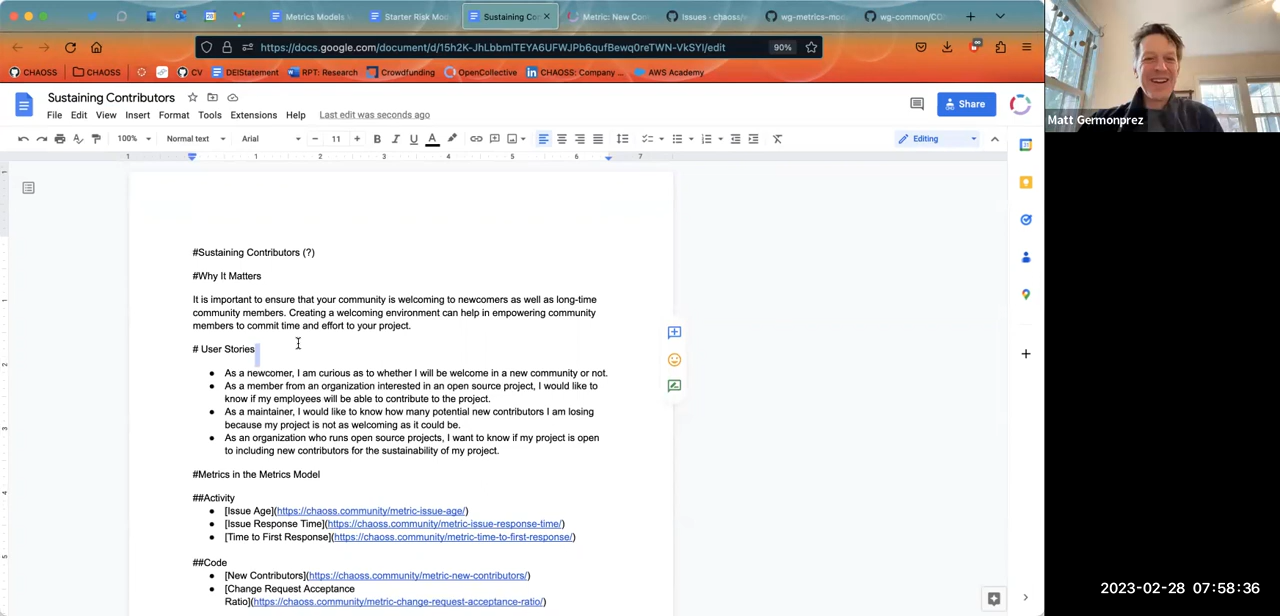 Metrics Models
Starter Risk Mod
Sustaining Co
Metric: New Com
Issues · chaoss/
wg-metrics-mod
wg-common/CO
https://docs.google.com/document/d/15h2K-JhLbbmlTEYA6UFWJPb6qufBewq0reTWN-VkSYI/edit
90%
CHAOSS
CHAOSS
CV
DEIStatement
RPT: Research
Crowdfunding
OpenCollective
CHAOSS: Company ...
AWS Academy
Sustaining Contributors
File Edit View Insert Format Tools Extensions Help Last edit was seconds ago
Share
100% Normal text Arial 11 Editing
Matt Germonprez
#Sustaining Contributors (?)
#Why It Matters
It is important to ensure that your community is welcoming to newcomers as well as long-time
community members. Creating a welcoming environment can help in empowering community
members to commit time and effort to your project.
# User Stories
As a newcomer, I am curious as to whether I will be welcome in a new community or not.
As a member from an organization interested in an open source project, I would like to
know if my employees will be able to contribute to the project.
As a maintainer, I would like to know how many potential new contributors I am losing
because my project is not as welcoming as it could be.
As an organization who runs open source projects, I want to know if my project is open
to including new contributors for the sustainability of my project.
#Metrics in the Metrics Model
##Activity
[Issue Age](https://chaoss.community/metric-issue-age/)
[Issue Response Time](https://chaoss.community/metric-issue-response-time/)
[Time to First Response](https://chaoss.community/metric-time-to-first-response/)
##Code
[New Contributors](https://chaoss.community/metric-new-contributors/)
[Change Request Acceptance
Ratio](https://chaoss.community/metric-change-request-acceptance-ratio/)
2023-02-28 07:58:36